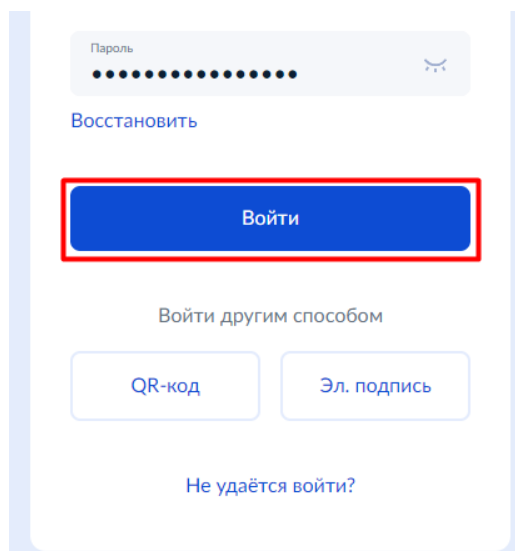 Пароль
••••••••••••••••
Восстановить
Войти
Войти другим способом
QR-код
Эл. подпись
Не удаётся войти?